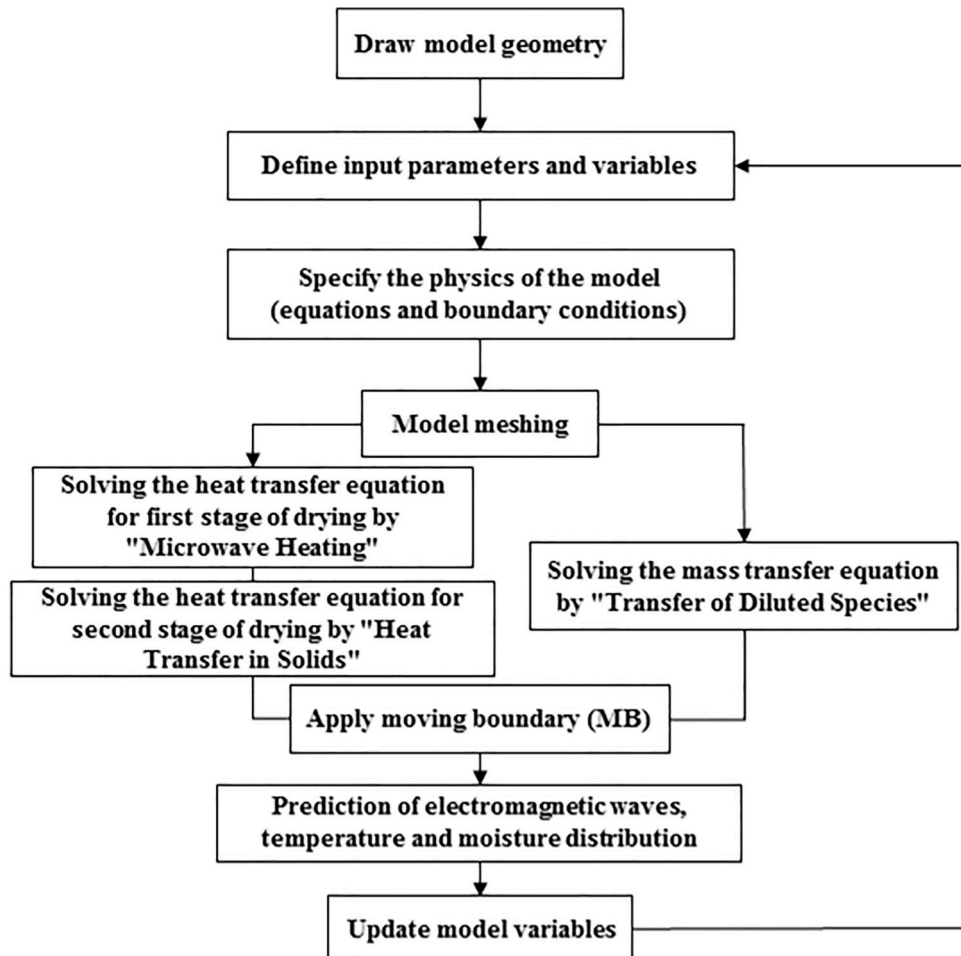 Draw model geometry
Define input parameters and variables
Specify the physics of the model
(equations and boundary conditions)
Model meshing
Solving the heat transfer equation
for first stage of drying by
"Microwave Heating"
Solving the heat transfer equation for
second stage of drying by "Heat
Transfer in Solids"
Solving the mass transfer equation
by "Transfer of Diluted Species"
Apply moving boundary (MB)
Prediction of electromagnetic waves,
temperature and moisture distribution
Update model variables